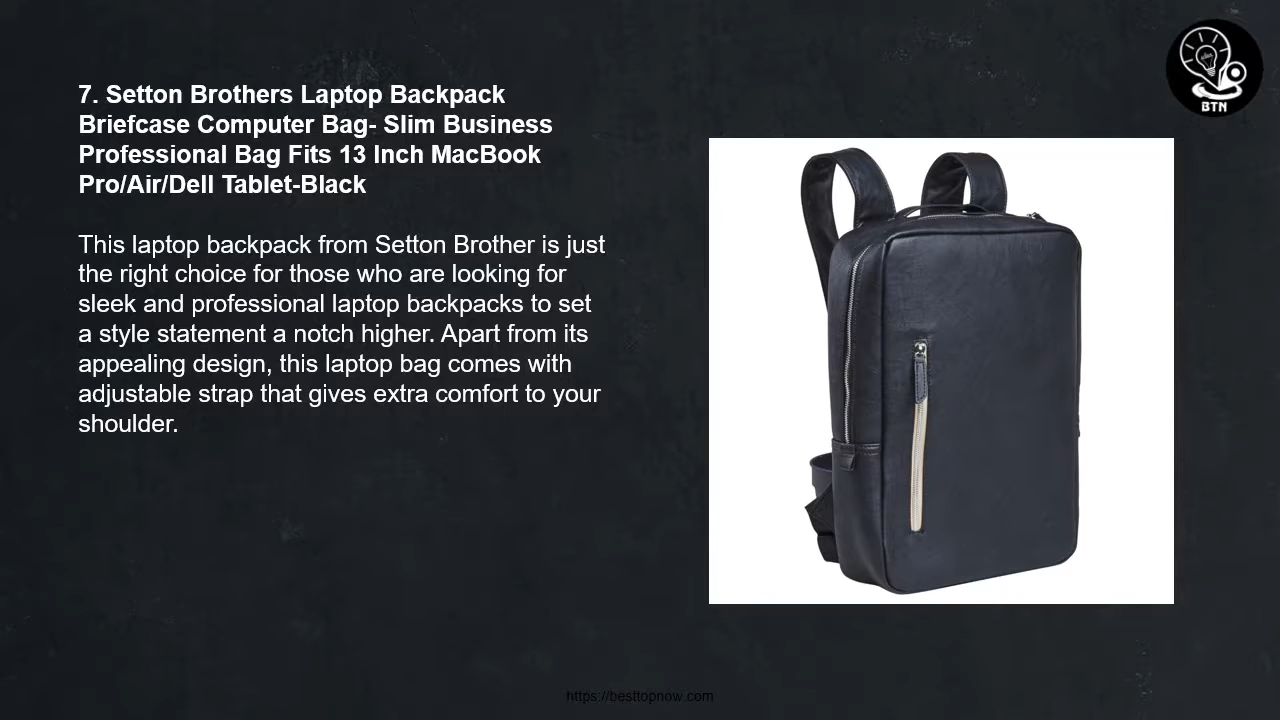 7. Setton Brothers Laptop Backpack
Briefcase Computer Bag- Slim Business
Professional Bag Fits 13 Inch MacBook
Pro/Air/Dell Tablet-Black
This laptop backpack from Setton Brother is just
the right choice for those who are looking for
sleek and professional laptop backpacks to set
a style statement a notch higher. Apart from its
appealing design, this laptop bag comes with
adjustable strap that gives extra comfort to your
shoulder.
BTN
https://besttopnow.com